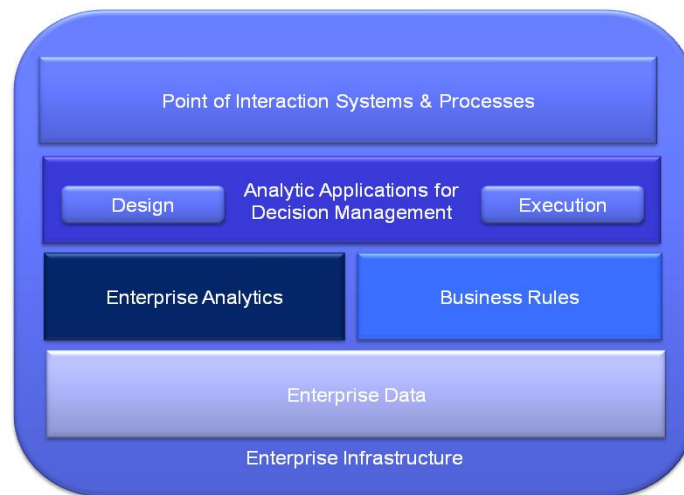 Point of Interaction Systems & Processes
Design
Analytic Applications for
Decision Management
Execution
Enterprise Analytics
Business Rules
Enterprise Data
Enterprise Infrastructure